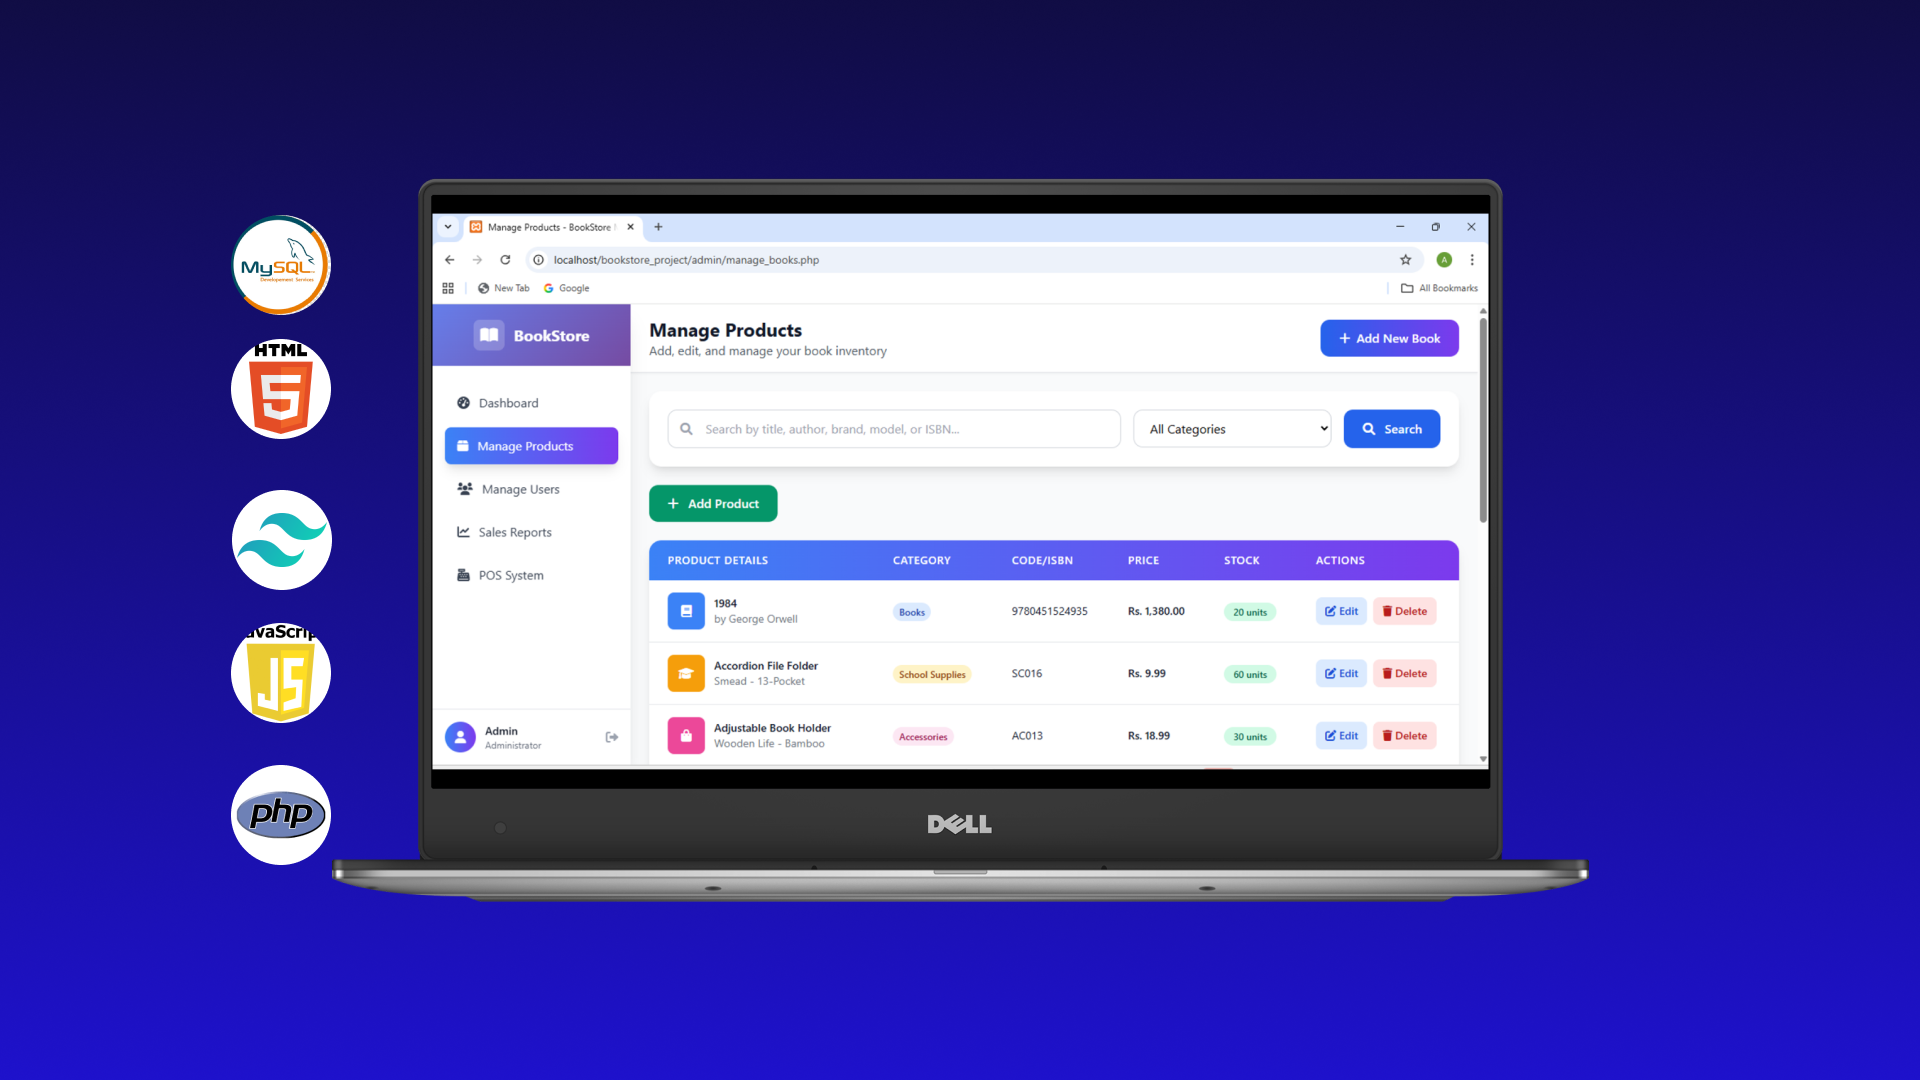 MySQL
Developement Services
HTML
5
JavaScript
JS
php
Manage Products - BookStore
localhost/bookstore_project/admin/manage_books.php
A
New Tab
Google
All Bookmarks
BookStore
Dashboard
Manage Products
Manage Users
Sales Reports
POS System
Admin
Administrator
Manage Products
Add, edit, and manage your book inventory
+ Add New Book
Search by title, author, brand, model, or ISBN...
All Categories
Search
+ Add Product
PRODUCT DETAILS CATEGORY CODE/ISBN PRICE STOCK ACTIONS
1984
by George Orwell
Books 9780451524935 Rs. 1,380.00 20 units Edit Delete
Accordion File Folder
Smead - 13-Pocket
School Supplies SC016 Rs. 9.99 60 units Edit Delete
Adjustable Book Holder
Wooden Life - Bamboo
Accessories AC013 Rs. 18.99 30 units Edit Delete
DELL